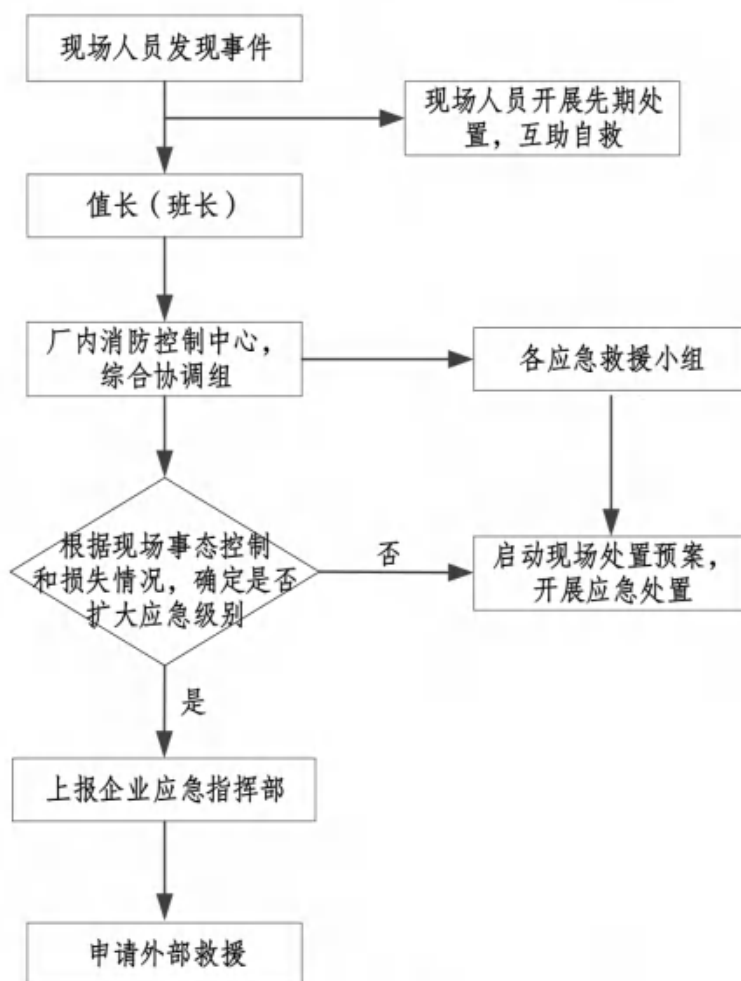 现场人员发现事件
现场人员开展先期处
置，互助自救
值长（班长）
厂内消防控制中心，
综合协调组
各应急救援小组
根据现场事态控制
和损失情况，确定是否
扩大应急级别
否
启动现场处置预案，
开展应急处置
是
上报企业应急指挥部
申请外部救援